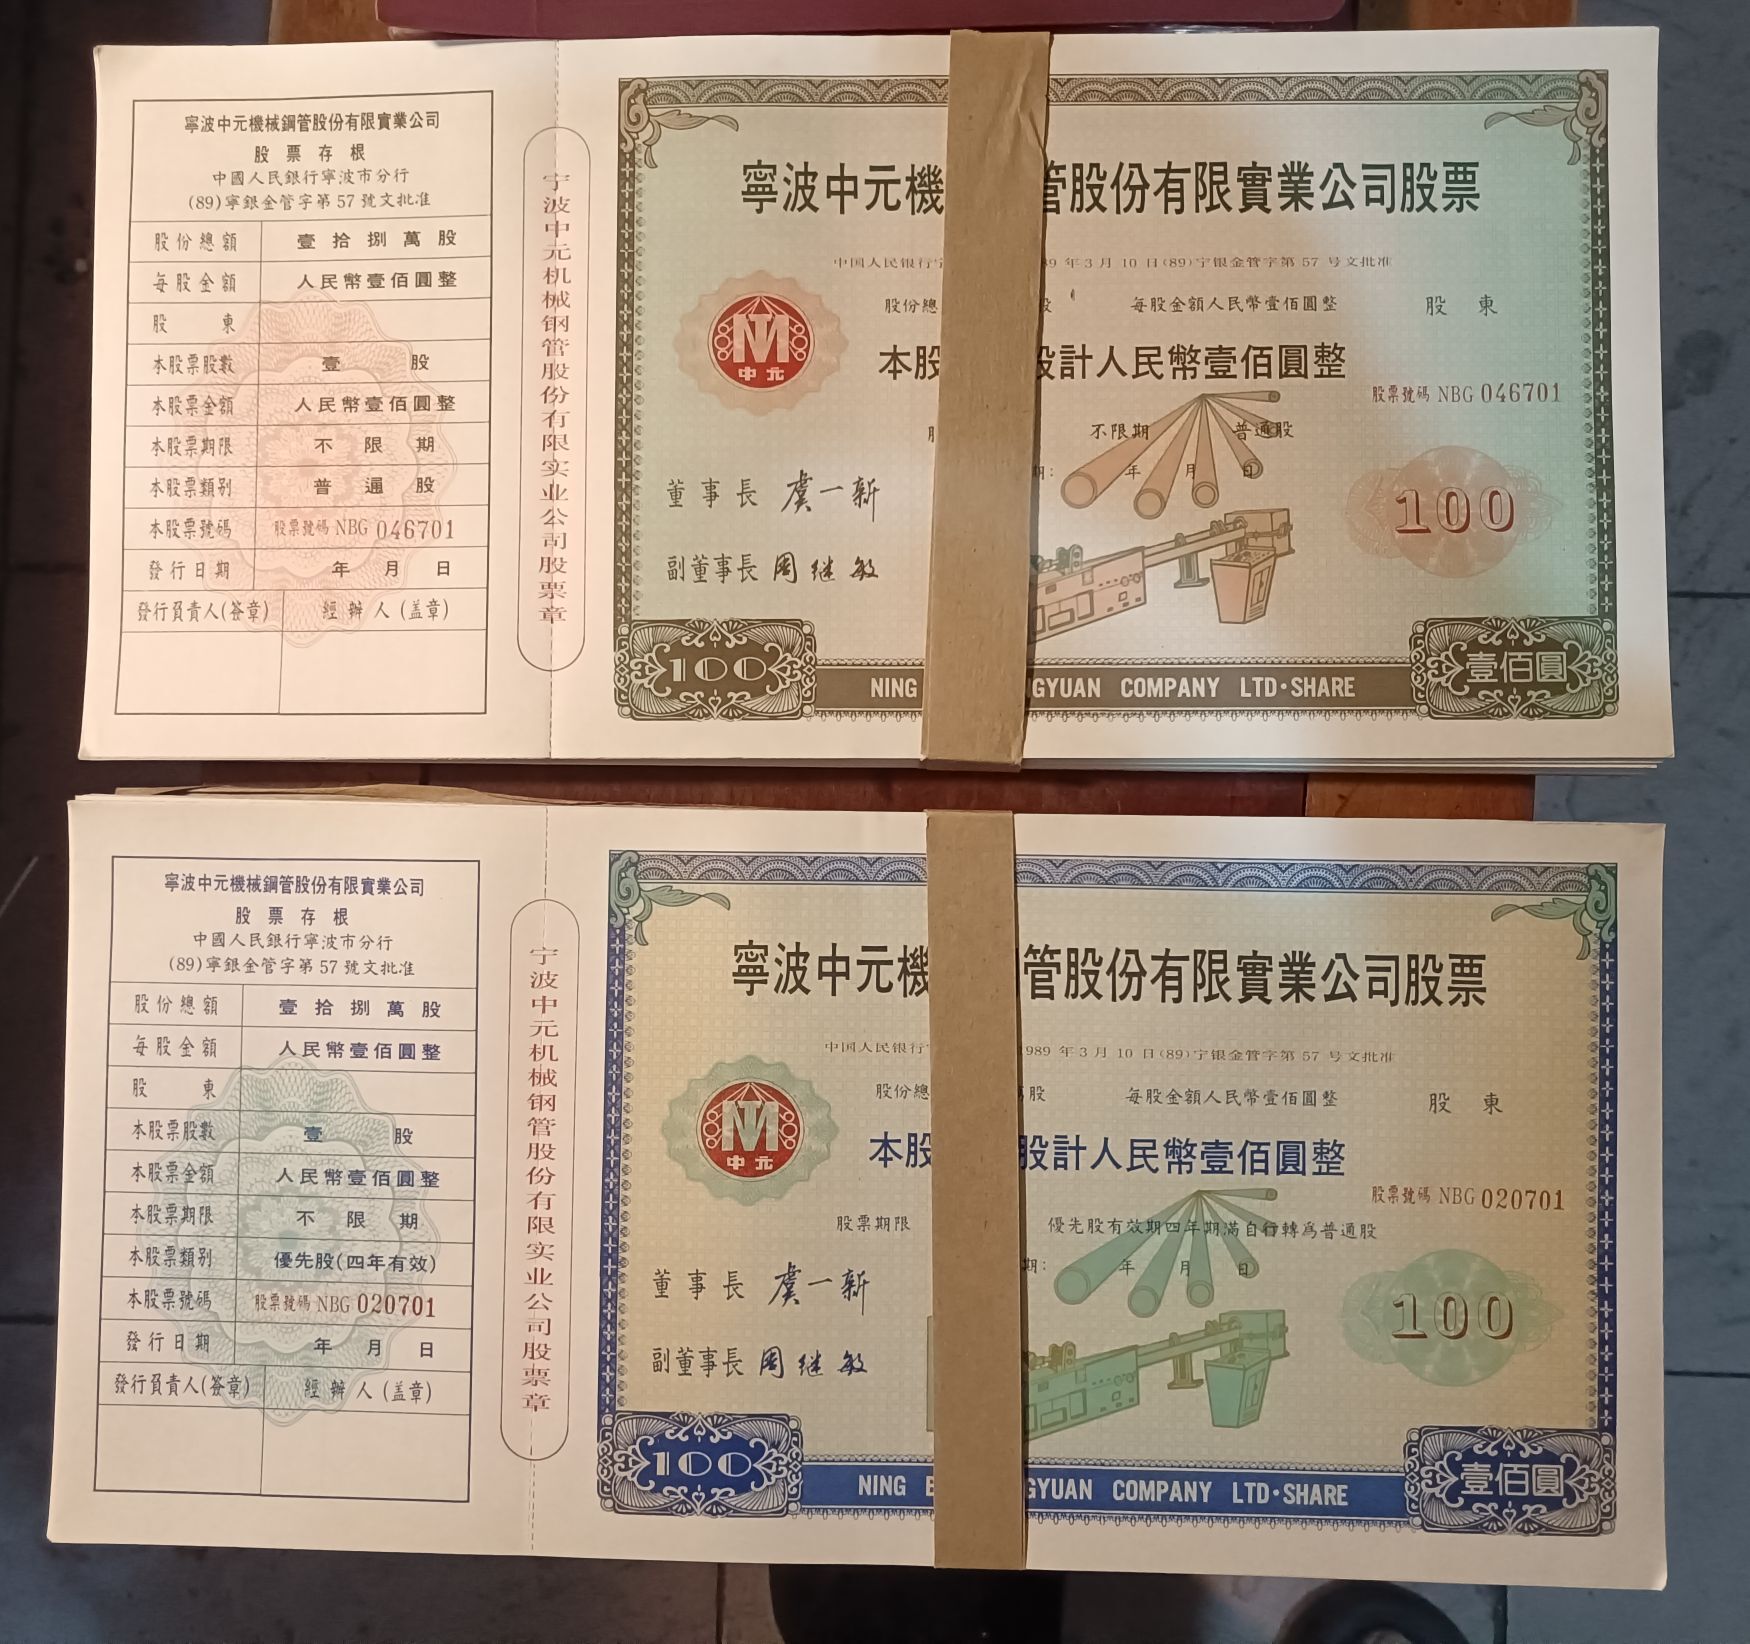 寧波中元機械鋼管股份有限實業公司
股票存根
中國人民銀行寧波市分行
(89)寧銀金管字第57號文批准
股份總額 壹拾捌萬股
每股金額 人民幣壹佰圓整
股東
本股票股數 壹 股
本股票金額 人民幣壹佰圓整
本股票期限 不限期
本股票類別 普通股
本股票號碼 股票號碼 NBG 046701
發行日期 年 月 日
發行負責人(签章) 經辦人(盖章)
宁波中元机械钢管股份有限实业公司股票章
寧波中元機 管股份有限實業公司股票
中国人民银行宁 89年3月10日(89)宁银金管字第57号文批准
股份總 股 每股金額人民幣壹佰圓整 股東
中元
本股 股計人民幣壹佰圓整
股票號碼 NBG 046701
不限期 普通股
期: 年 月 日
董事長 虞一新
副董事長 周继敏
100
100
NING GYUAN COMPANY LTD·SHARE
壹佰圓
寧波中元機械鋼管股份有限實業公司
股票存根
中國人民銀行寧波市分行
(89)寧銀金管字第57號文批准
股份總額 壹拾捌萬股
每股金額 人民幣壹佰圓整
股東
本股票股數 壹 股
本股票金額 人民幣壹佰圓整
本股票期限 不限期
本股票類別 優先股(四年有效)
本股票號碼 股票號碼 NBG 020701
發行日期 年 月 日
發行負責人(签章) 經辦人(盖章)
宁波中元机械钢管股份有限实业公司股票章
寧波中元機 管股份有限實業公司股票
中国人民银行 1989年3月10日(89)宁银金管字第57号文批准
股份總 萬股 每股金額人民幣壹佰圓整 股東
中元
本股 股計人民幣壹佰圓整
股票號碼 NBG 020701
股票期限 優先股有效期四年期滿自行轉爲普通股
期: 年 月 日
董事長 虞一新
副董事長 周继敏
100
100
NING GYUAN COMPANY LTD·SHARE
壹佰圓